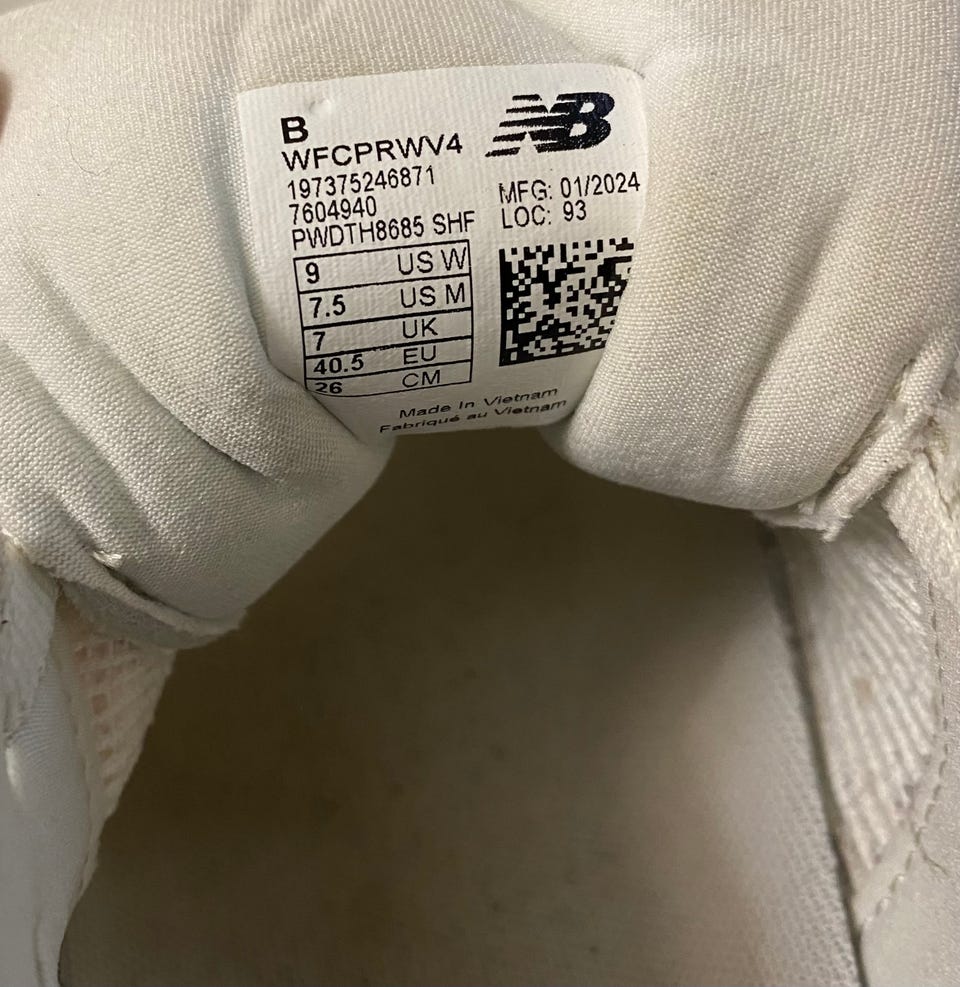 B
WFCPRWV4
197375246871
7604940
PWDTH8685 SHF
NB
MFG: 01/2024
LOC: 93
9 US W
7.5 US M
7 UK
40.5 EU
26 CM
Made In Vietnam
Fabriqué au Vietnam